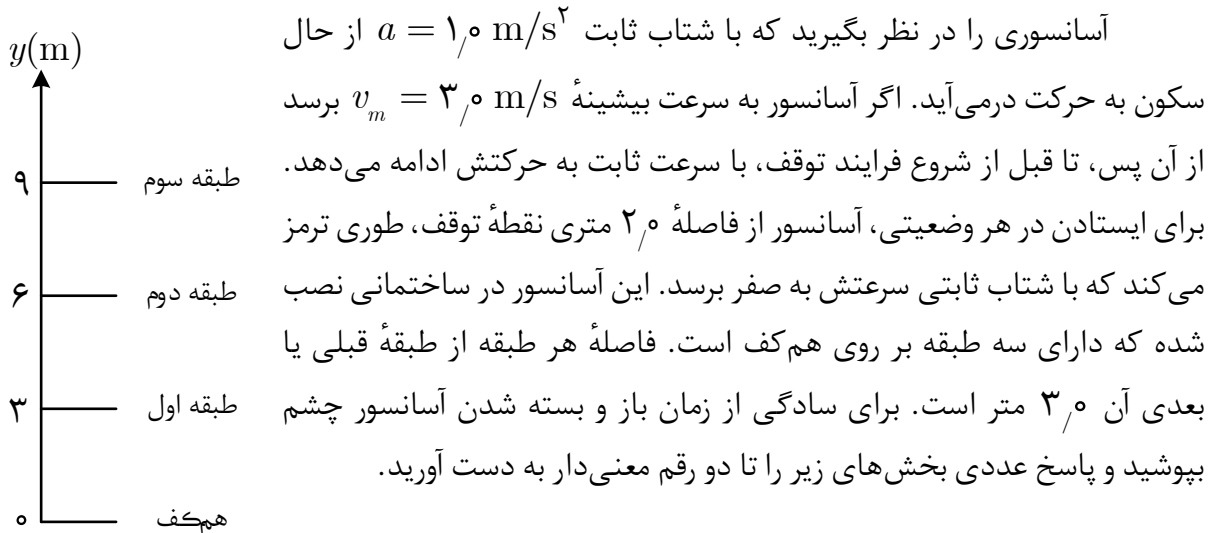 آسانسوری را در نظر بگیرید که با شتاب ثابت a = ۱٫۰ m/s۲ از حال
سکون به حرکت درمی‌آید. اگر آسانسور به سرعت بیشینهٔ vm = ۳٫۰ m/s برسد
از آن پس، تا قبل از شروع فرایند توقف، با سرعت ثابت به حرکتش ادامه می‌دهد.
برای ایستادن در هر وضعیتی، آسانسور از فاصلهٔ ۲٫۰ متری نقطهٔ توقف، طوری ترمز
می‌کند که با شتاب ثابتی سرعتش به صفر برسد. این آسانسور در ساختمانی نصب
شده که دارای سه طبقه بر روی هم‌کف است. فاصلهٔ هر طبقه از طبقهٔ قبلی یا
بعدی آن ۳٫۰ متر است. برای سادگی از زمان باز و بسته شدن آسانسور چشم
بپوشید و پاسخ عددی بخش‌های زیر را تا دو رقم معنی‌دار به دست آورید.
y(m)
۹ طبقه سوم
۶ طبقه دوم
۳ طبقه اول
۰ هم‌کف